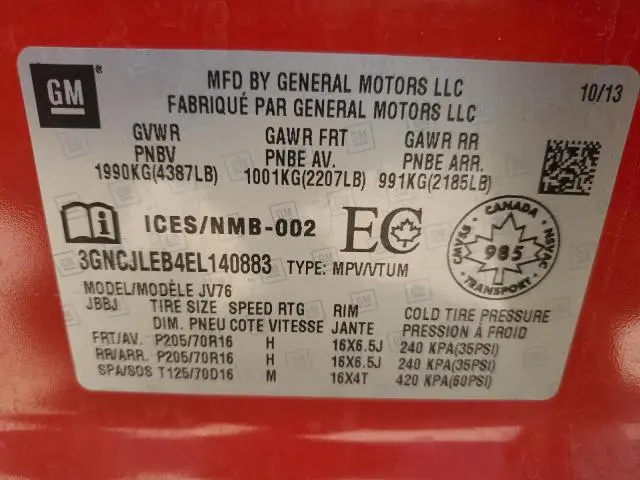 GM ®
MFD BY GENERAL MOTORS LLC
FABRIQUÉ PAR GENERAL MOTORS LLC
10/13
GVWR GAWR FRT GAWR RR
PNBV PNBE AV. PNBE ARR.
1990KG(4387LB) 1001KG(2207LB) 991KG(2185LB)
ICES/NMB-002 EC
CANADA
CMVSS NSVAC
985
TRANSPORT
3GNCJLEB4EL140883 TYPE: MPV/VTUM
MODEL/MODÈLE JV76
JBBJ TIRE SIZE SPEED RTG RIM COLD TIRE PRESSURE
DIM. PNEU COTE VITESSE JANTE PRESSION À FROID
FRT/AV. P205/70R16 H 16X6.5J 240 KPA(35PSI)
RR/ARR. P205/70R16 H 16X6.5J 240 KPA(35PSI)
SPA/SOS T125/70D16 M 16X4T 420 KPA(60PSI)